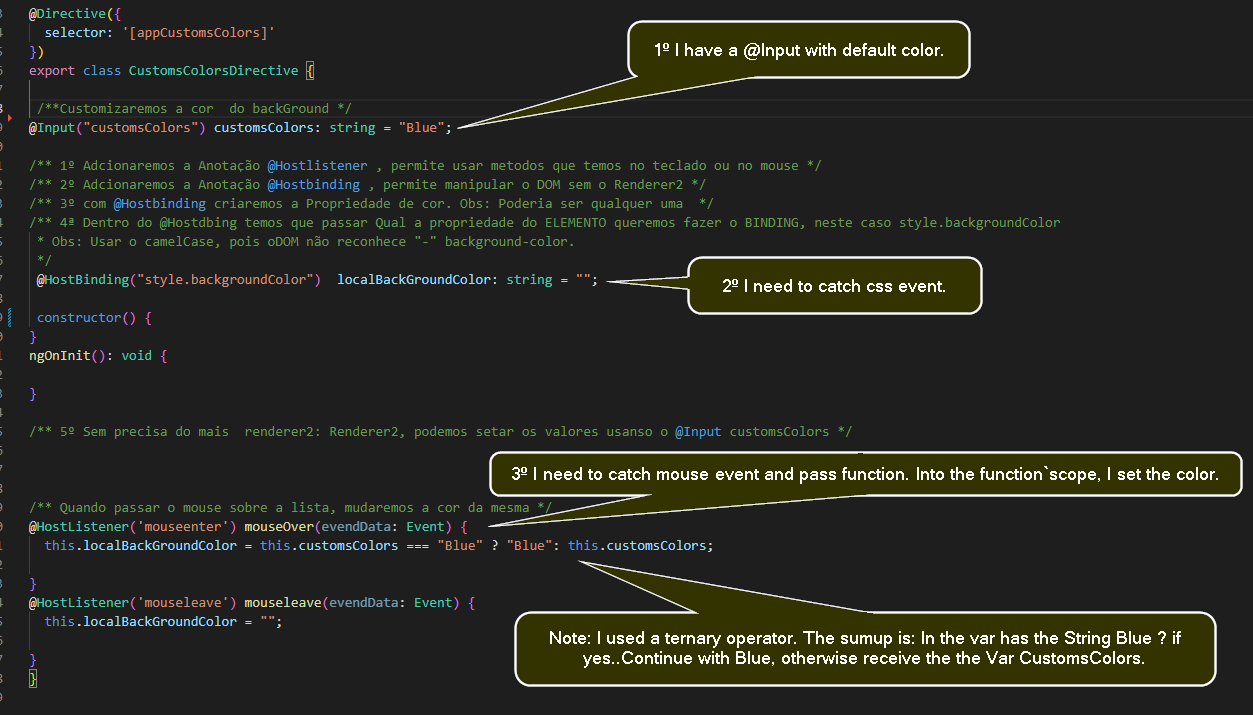 @Directive({
selector: '[appCustomsColors]'
})
export class CustomsColorsDirective {
1º I have a @Input with default color.
/**Customizaremos a cor  do backGround */
@Input("customsColors") customsColors: string = "Blue";
/** 1º Adcionaremos a Anotação @Hostlistener , permite usar metodos que temos no teclado ou no mouse */
/** 2º Adcionaremos a Anotação @Hostbinding , permite manipular o DOM sem o Renderer2 */
/** 3º com @Hostbinding criaremos a Propriedade de cor. Obs: Poderia ser qualquer uma  */
/** 4ª Dentro do @Hostdbing temos que passar Qual a propriedade do ELEMENTO queremos fazer o BINDING, neste caso style.backgroundColor
* Obs: Usar o camelCase, pois oDOM não reconhece "-" background-color.
*/
@HostBinding("style.backgroundColor")  localBackGroundColor: string = "";
2º I need to catch css event.
constructor() {
}
ngOnInit(): void {
}
/** 5º Sem precisa do mais  renderer2: Renderer2, podemos setar os valores usanso o @Input customsColors */
3º I need to catch mouse event and pass function. Into the function`scope, I set the color.
/** Quando passar o mouse sobre a lista, mudaremos a cor da mesma */
@HostListener('mouseenter') mouseOver(evendData: Event) {
this.localBackGroundColor = this.customsColors === "Blue" ? "Blue": this.customsColors;
}
@HostListener('mouseleave') mouseleave(evendData: Event) {
this.localBackGroundColor = "";
}
}
Note: I used a ternary operator. The sumup is: In the var has the String Blue ? if
yes..Continue with Blue, otherwise receive the the Var CustomsColors.